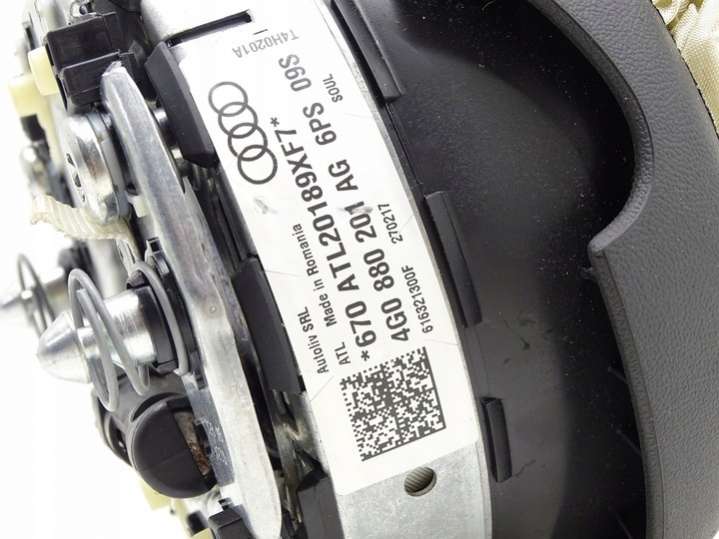 Autoliv SRL
ATL Made in Romania
*670 ATL20189XF7*
4G0 880 201 AG 6PS 09S
616321300F 270217 SOUL
T4H0201A